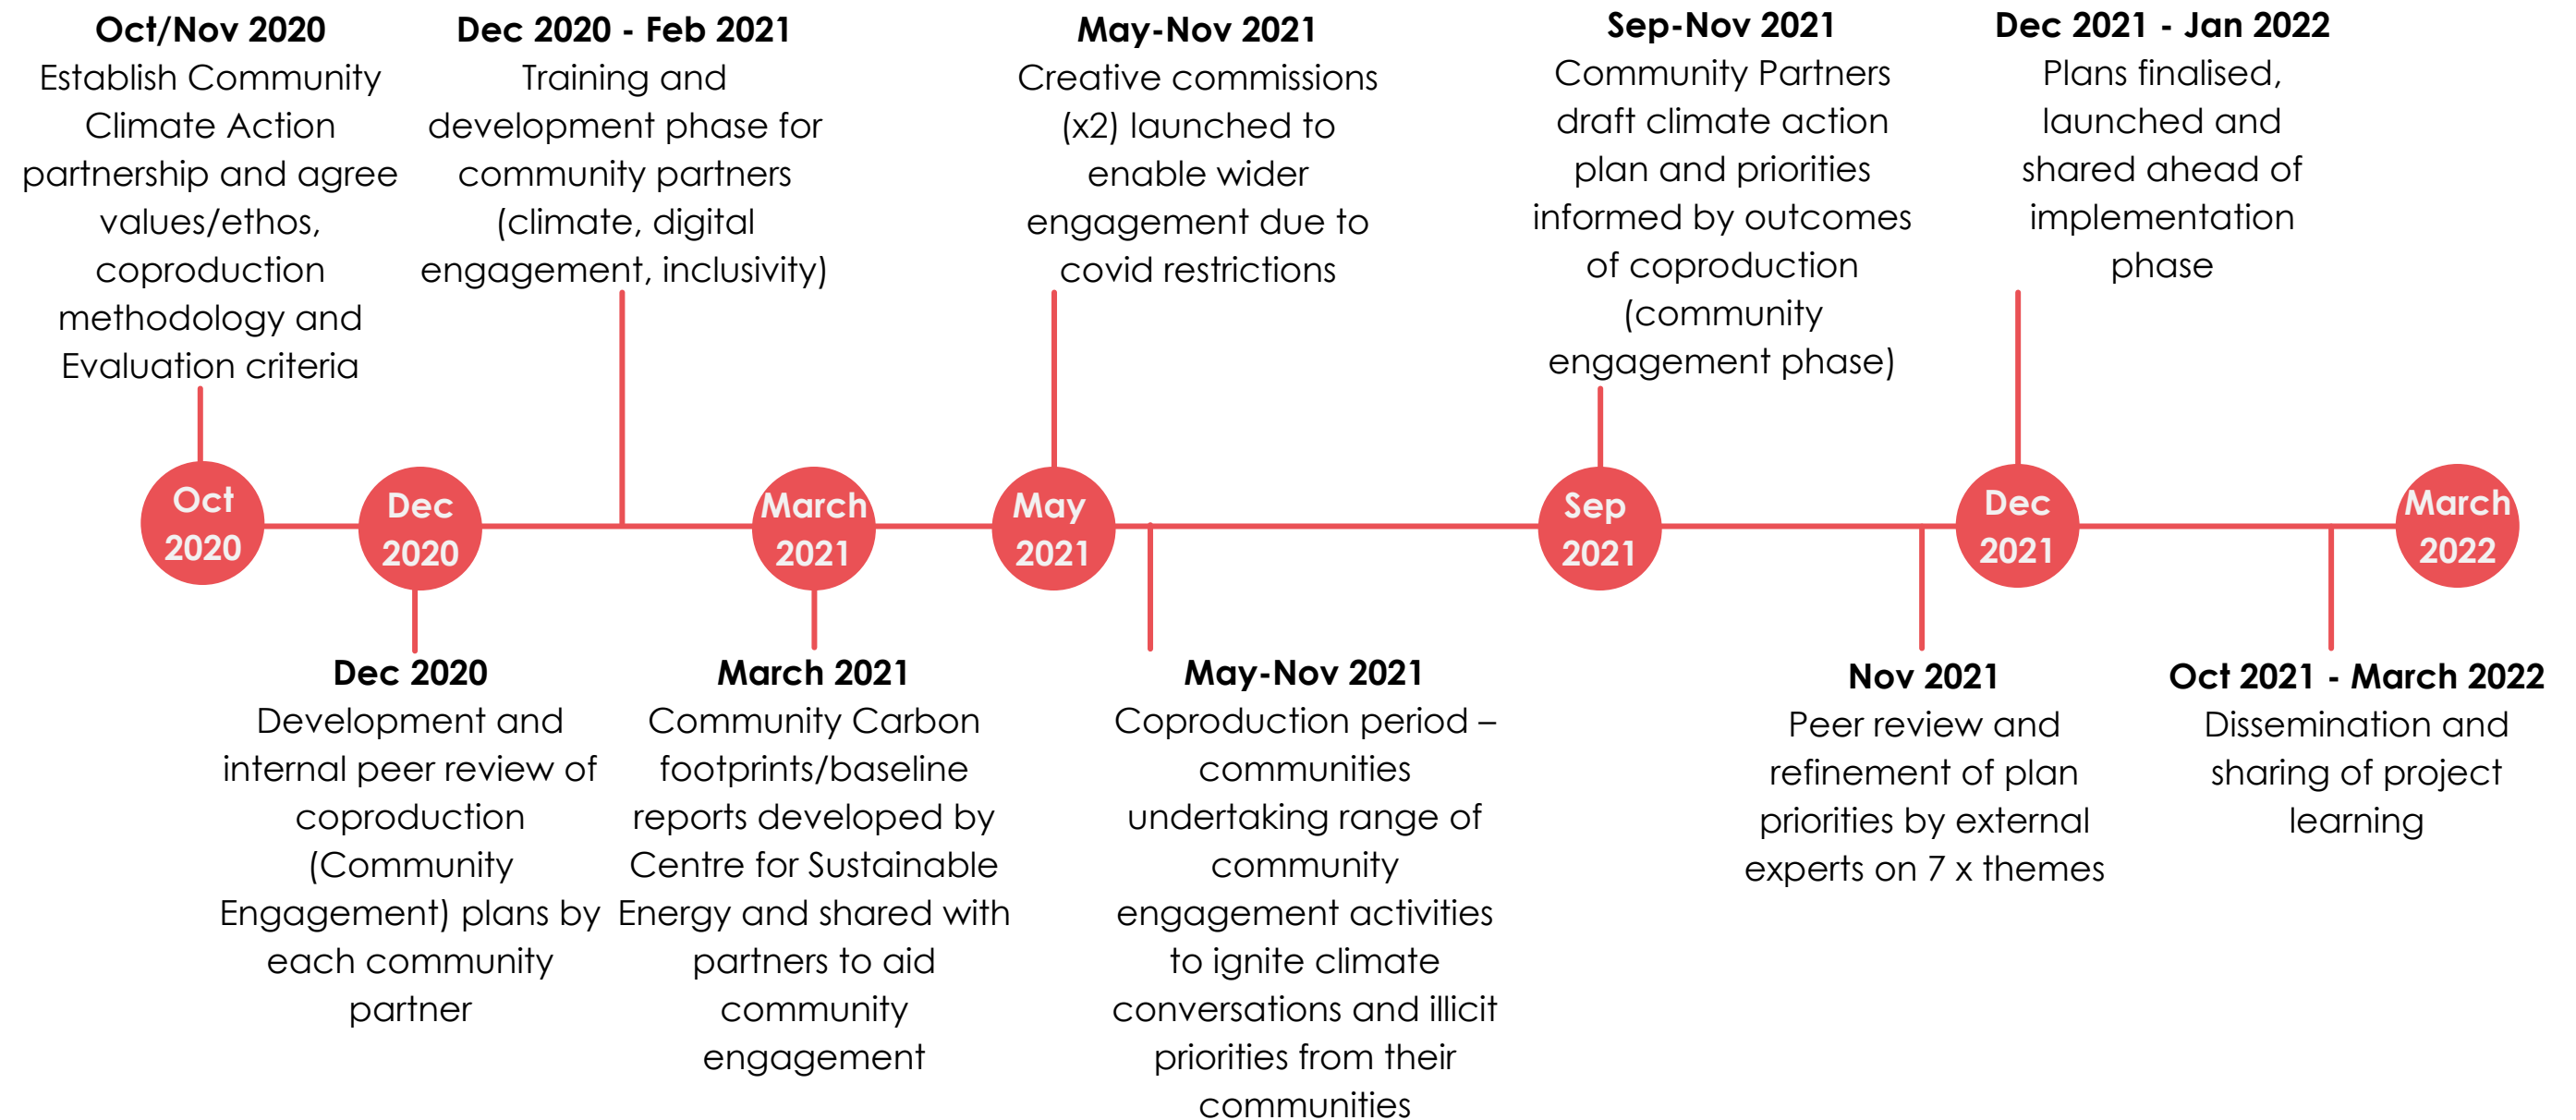 Oct/Nov 2020
Establish Community
Climate Action
partnership and agree
values/ethos,
coproduction
methodology and
Evaluation criteria
Dec 2020 - Feb 2021
Training and
development phase for
community partners
(climate, digital
engagement, inclusivity)
May-Nov 2021
Creative commissions
(x2) launched to
enable wider
engagement due to
covid restrictions
Sep-Nov 2021
Community Partners
draft climate action
plan and priorities
informed by outcomes
of coproduction
(community
engagement phase)
Dec 2021 - Jan 2022
Plans finalised,
launched and
shared ahead of
implementation
phase
Oct
2020
Dec
2020
March
2021
May
2021
Sep
2021
Dec
2021
March
2022
Dec 2020
Development and
internal peer review of
coproduction
(Community
Engagement) plans by
each community
partner
March 2021
Community Carbon
footprints/baseline
reports developed by
Centre for Sustainable
Energy and shared with
partners to aid
community
engagement
May-Nov 2021
Coproduction period –
communities
undertaking range of
community
engagement activities
to ignite climate
conversations and illicit
priorities from their
communities
Nov 2021
Peer review and
refinement of plan
priorities by external
experts on 7 x themes
Oct 2021 - March 2022
Dissemination and
sharing of project
learning